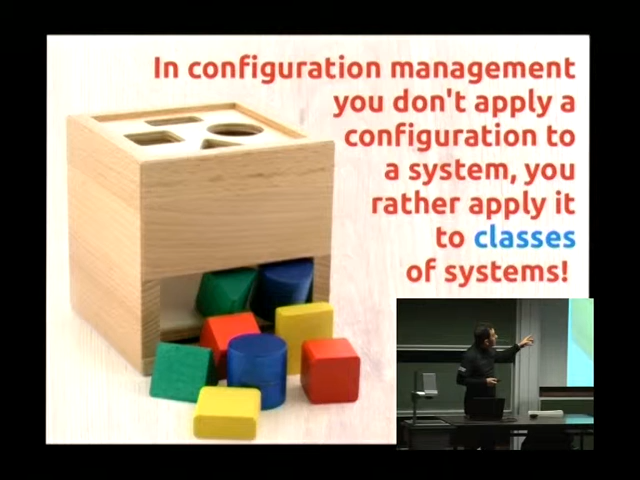 In configuration management
you don't apply a
configuration to
a system, you
rather apply it
to classes
of systems!